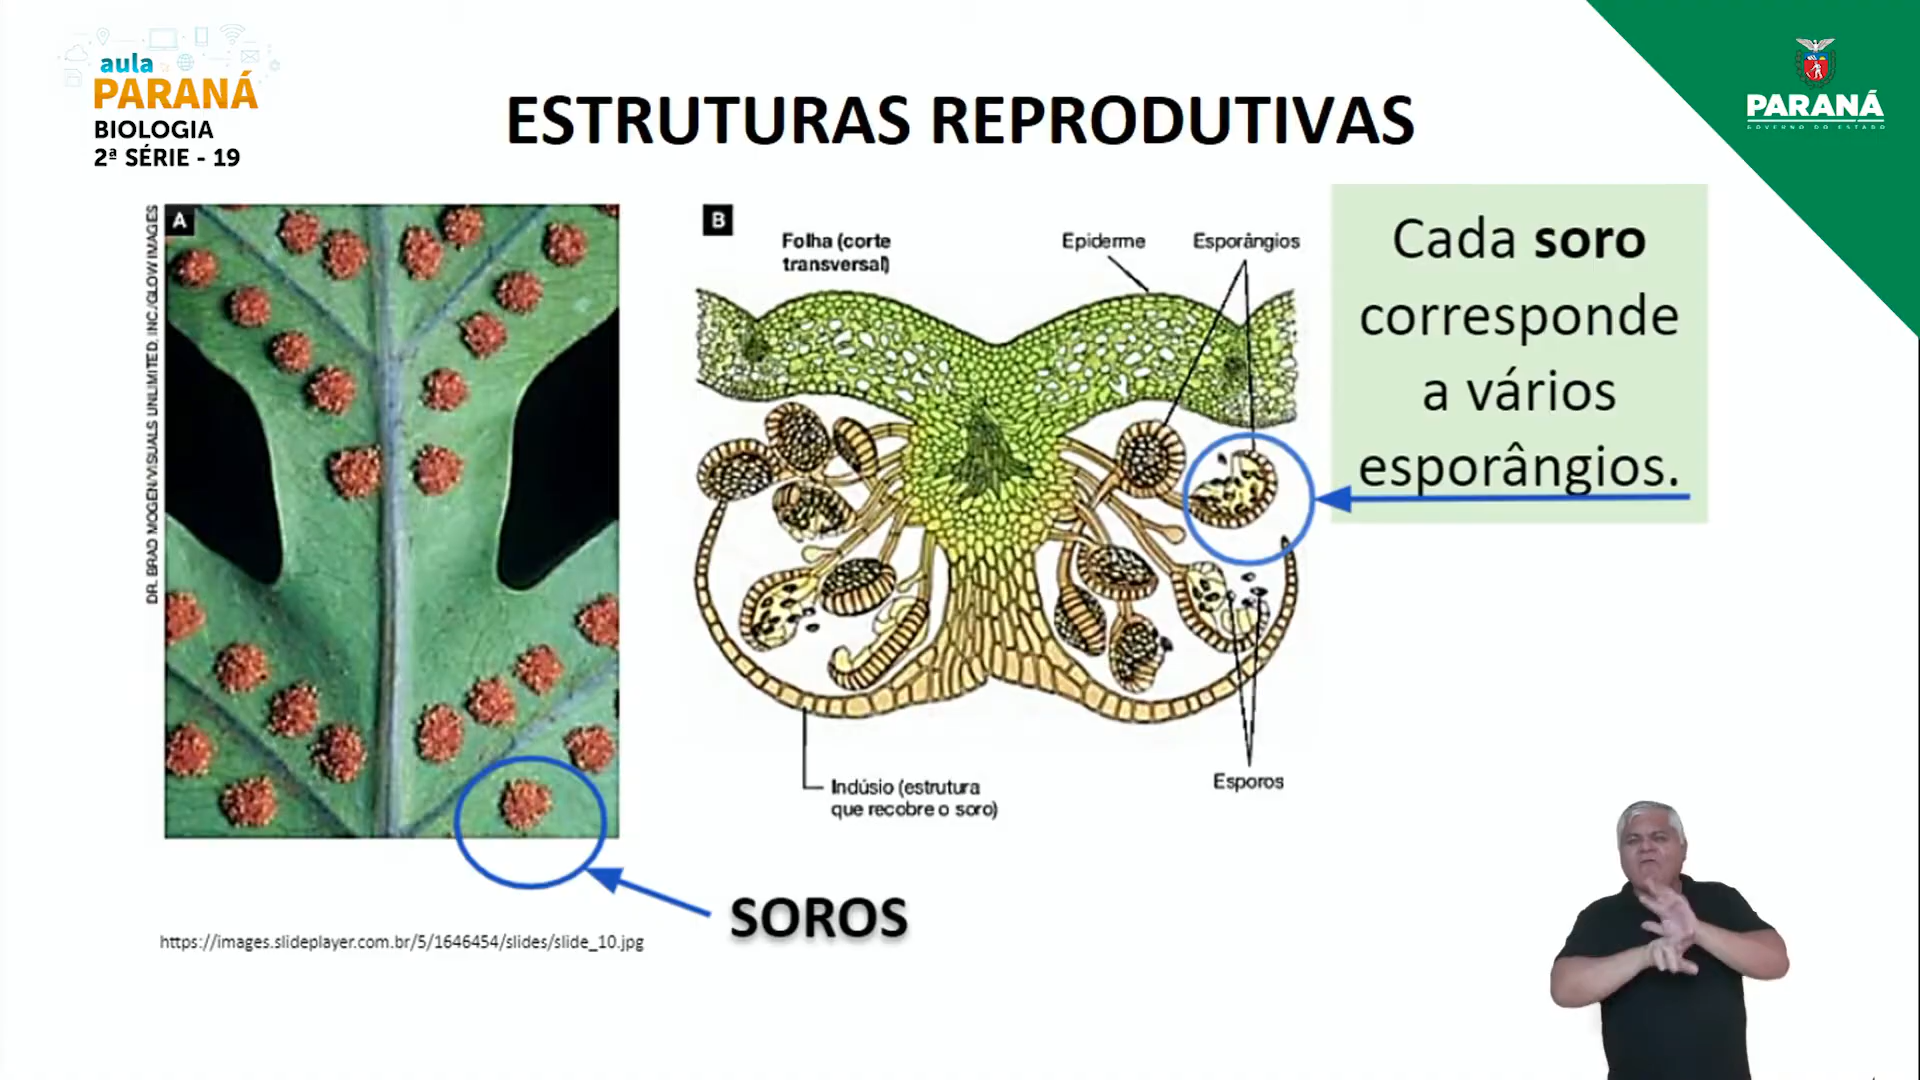 aula
PARANÁ
BIOLOGIA
2ª SÉRIE - 19
ESTRUTURAS REPRODUTIVAS
PARANÁ
GOVERNO DO ESTADO
DR. BRAD MOGEN/VISUALS UNLIMITED, INC./GLOW IMAGES
A
B
Folha (corte
transversal)
Epiderme
Esporângios
Cada soro
corresponde
a vários
esporângios.
Indúsio (estrutura
que recobre o soro)
Esporos
SOROS
https://images.slideplayer.com.br/5/1646454/slides/slide_10.jpg